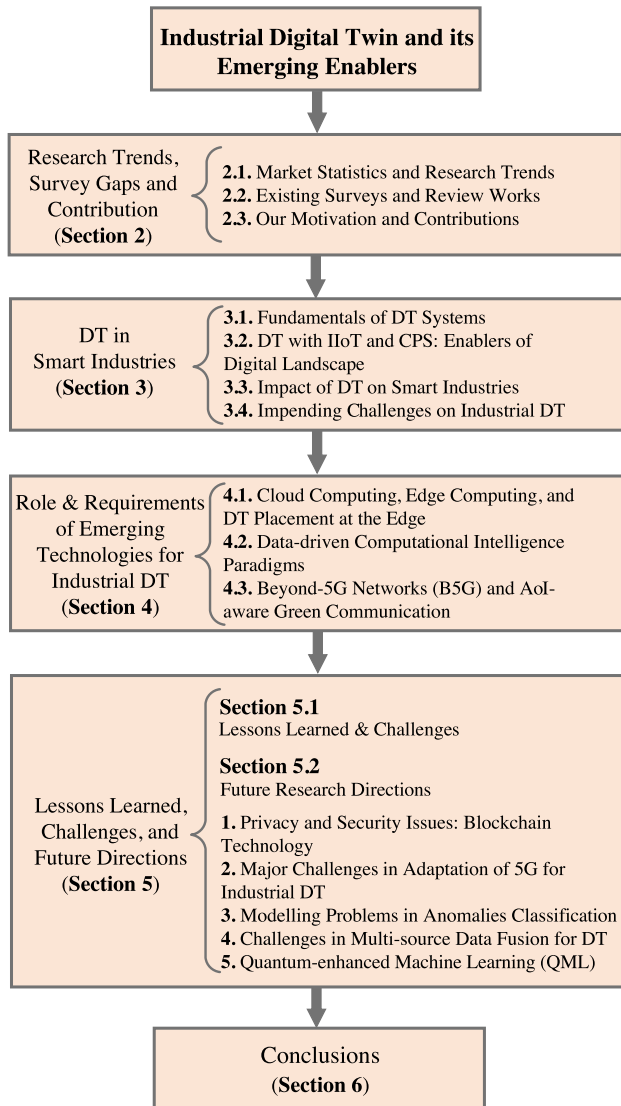 Industrial Digital Twin and its
Emerging Enablers
Research Trends,
Survey Gaps and
Contribution
(Section 2)
2.1. Market Statistics and Research Trends
2.2. Existing Surveys and Review Works
2.3. Our Motivation and Contributions
DT in
Smart Industries
(Section 3)
3.1. Fundamentals of DT Systems
3.2. DT with IIoT and CPS: Enablers of
Digital Landscape
3.3. Impact of DT on Smart Industries
3.4. Impending Challenges on Industrial DT
Role & Requirements
of Emerging
Technologies for
Industrial DT
(Section 4)
4.1. Cloud Computing, Edge Computing, and
DT Placement at the Edge
4.2. Data-driven Computational Intelligence
Paradigms
4.3. Beyond-5G Networks (B5G) and AoI-
aware Green Communication
Lessons Learned,
Challenges, and
Future Directions
(Section 5)
Section 5.1
Lessons Learned & Challenges
Section 5.2
Future Research Directions
1. Privacy and Security Issues: Blockchain
Technology
2. Major Challenges in Adaptation of 5G for
Industrial DT
3. Modelling Problems in Anomalies Classification
4. Challenges in Multi-source Data Fusion for DT
5. Quantum-enhanced Machine Learning (QML)
Conclusions
(Section 6)